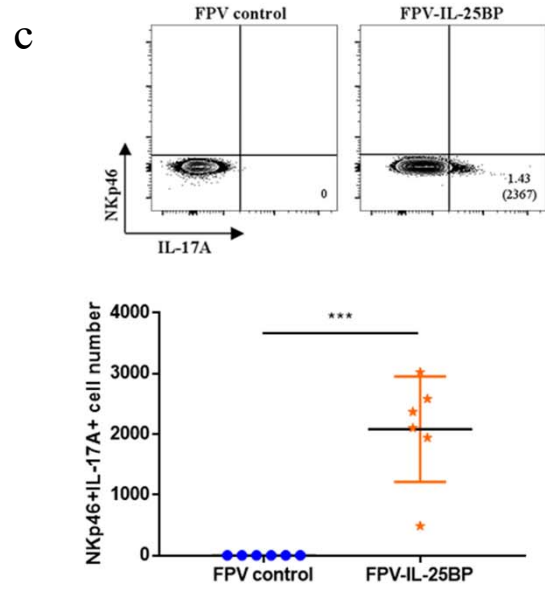 c
FPV control
FPV-IL-25BP
NKp46
0
1.43
(2367)
IL-17A
NKp46+IL-17A+ cell number
4000
3000
2000
1000
0
***
FPV control
FPV-IL-25BP